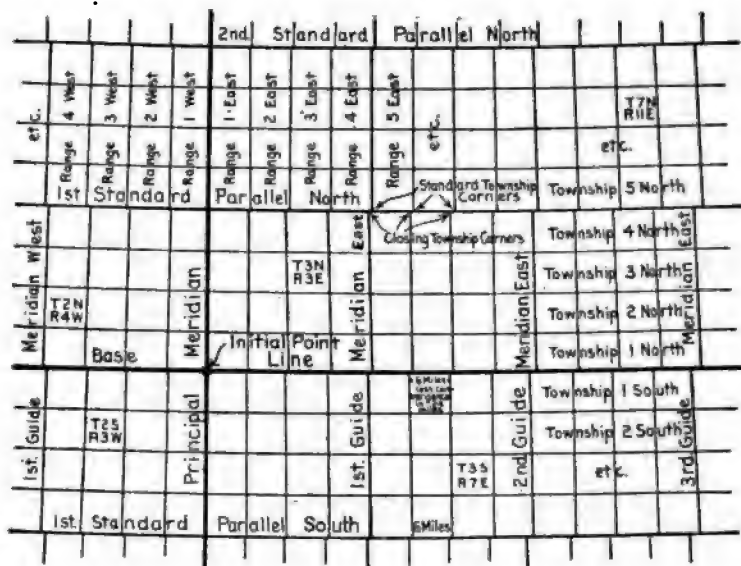 2nd. Standard Parallel North
Range 4 West
Range 3 West
Range 2 West
Range 1 West
Range 1 East
Range 2 East
Range 3 East
Range 4 East
Range 5 East
etc.
etc.
T7N
R11E
etc.
1st Standard Parallel North
Standard Township
Corners
Township 5 North
Closing Township Corners
Township 4 North
T3N
R3E
Township 3 North
T2N
R4W
Township 2 North
Township 1 North
Base Line
Initial Point
1st. Guide Meridian West
Principal Meridian
1st. Guide Meridian East
2nd Guide Meridian East
3rd Guide Meridian East
6 Miles
Township 1 South
T2S
R3W
Township 2 South
T3S
R7E
etc.
1st. Standard Parallel South
6 Miles